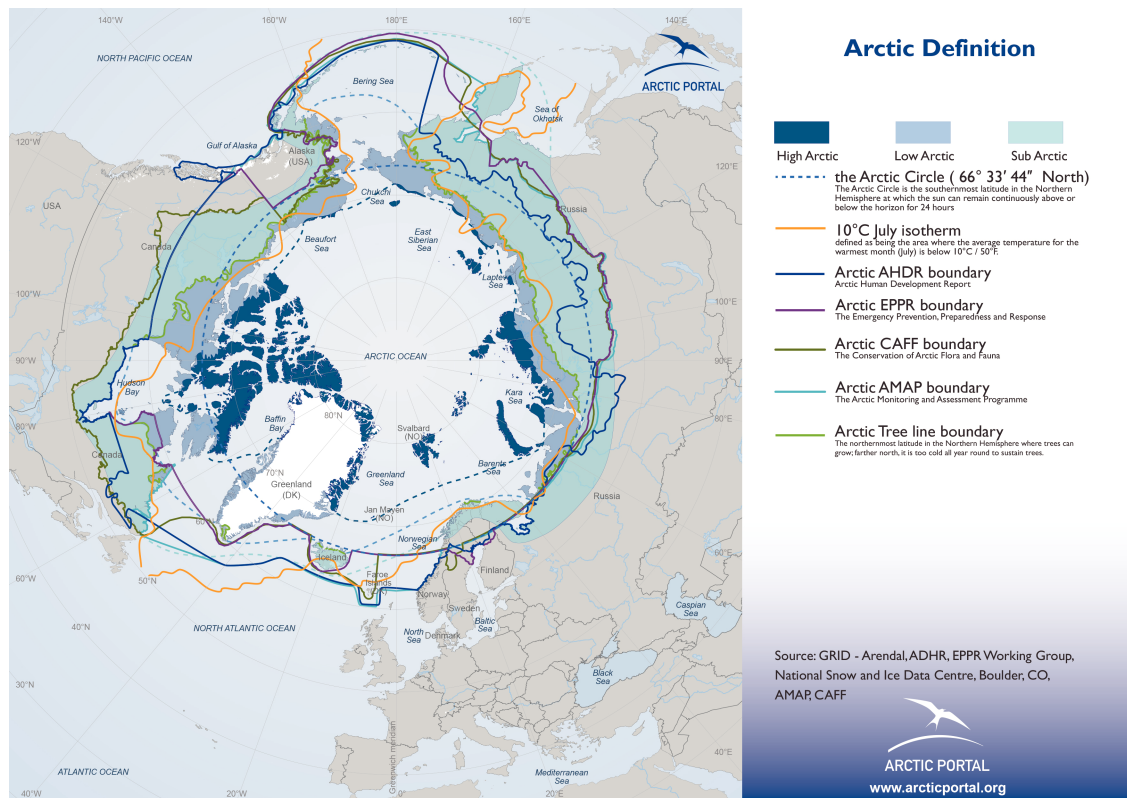 140°W
160°W
180°E
160°E
140°E
NORTH PACIFIC OCEAN
Bering Sea
ARCTIC PORTAL
Sea of
Okhotsk
120°W
Gulf of Alaska
Alaska
(USA)
120°E
USA
Chukchi
Sea
Russia
Canada
Beaufort
Sea
East
Siberian
Sea
Laptev
Sea
100°W
100°E
ARCTIC OCEAN
90°W
90°E
Hudson
Bay
Kara
Sea
80°N
Baffin
Bay
80°W
Svalbard
(NO)
80°E
Canada
Barents
Sea
70°N
Greenland
(DK)
Greenland
Sea
Russia
Jan Mayen
(NO)
60°N
Norwegian
Sea
Iceland
60°E
60°W
50°N
Faroe
Islands
Finland
Norway
Sweden
Caspian
Sea
Baltic
Sea
40°N
NORTH ATLANTIC OCEAN
North
Sea
Denmark
30°N
Black
Sea
Greenwich meridian
40°E
ATLANTIC OCEAN
Mediterranean
Sea
40°W
20°W
0°
20°E
Arctic Definition
High Arctic
Low Arctic
Sub Arctic
the Arctic Circle ( 66° 33′ 44″ North)
The Arctic Circle is the southernmost latitude in the Northern
Hemisphere at which the sun can remain continuously above or
below the horizon for 24 hours
10°C July isotherm
defined as being the area where the average temperature for the
warmest month (July) is below 10°C / 50°F.
Arctic AHDR boundary
Arctic Human Development Report
Arctic EPPR boundary
The Emergency Prevention, Preparedness and Response
Arctic CAFF boundary
The Conservation of Arctic Flora and Fauna
Arctic AMAP boundary
The Arctic Monitoring and Assessment Programme
Arctic Tree line boundary
The northernmost latitude in the Northern Hemisphere where trees can
grow; farther north, it is too cold all year round to sustain trees.
Source: GRID - Arendal, ADHR, EPPR Working Group,
National Snow and Ice Data Centre, Boulder, CO,
AMAP, CAFF
ARCTIC PORTAL
www.arcticportal.org